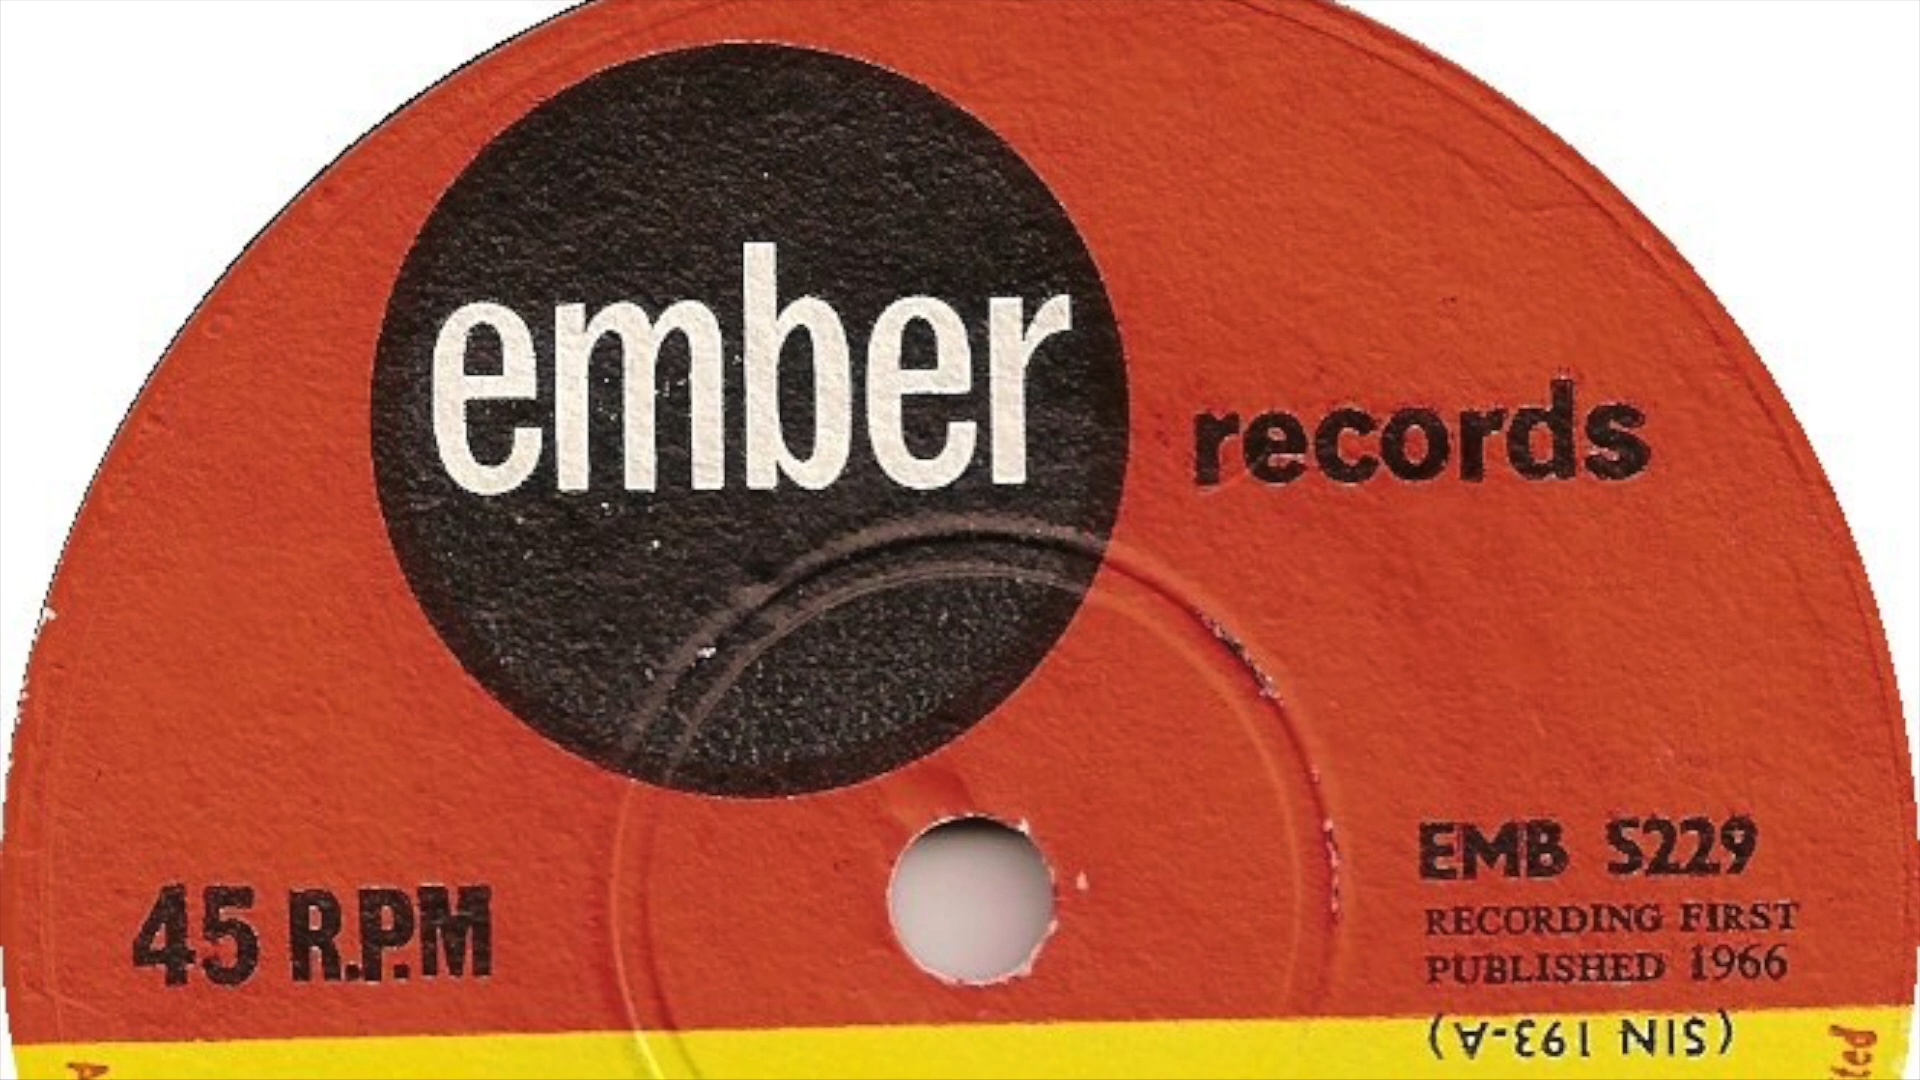 ember
records
45 R.P.M
EMB S229
RECORDING FIRST
PUBLISHED 1966
(SIN 193-A)